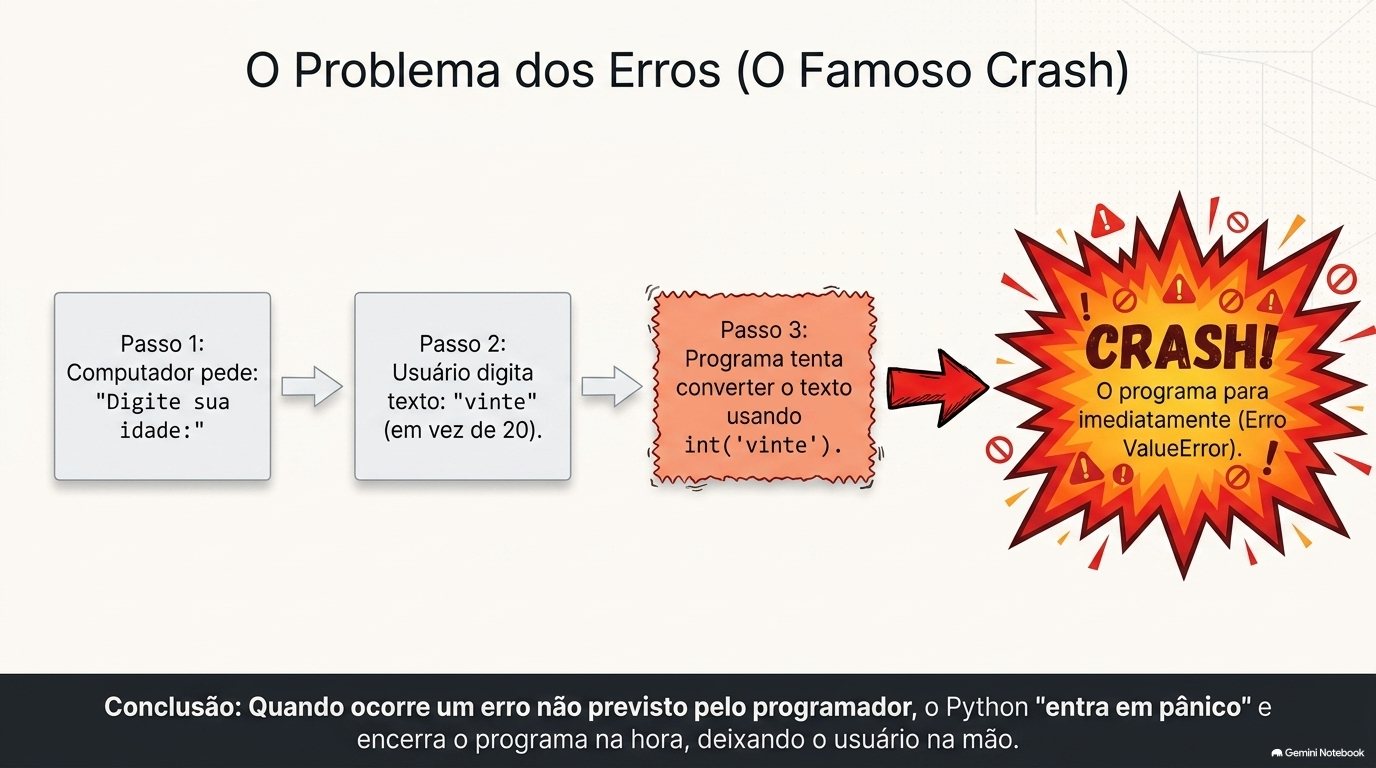 O Problema dos Erros (O Famoso Crash)
Passo 1:
Computador pede:
"Digite sua
idade:"
Passo 2:
Usuário digita
texto: "vinte"
(em vez de 20).
Passo 3:
Programa tenta
converter o texto
usando
int('vinte').
CRASH!
O programa para
imediatamente (Erro
ValueError).
Conclusão: Quando ocorre um erro não previsto pelo programador, o Python "entra em pânico" e
encerra o programa na hora, deixando o usuário na mão.
Gemini Notebook